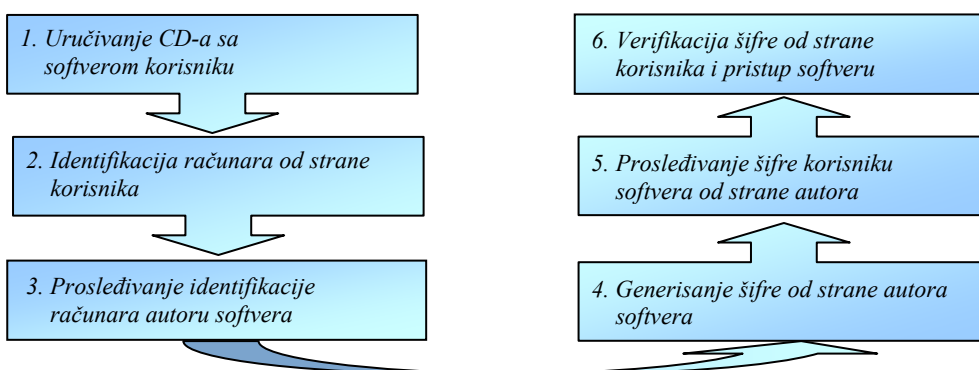 1. Uručivanje CD-a sa
softverom korisniku
2. Identifikacija računara od strane
korisnika
3. Prosleđivanje identifikacije
računara autoru softvera
4. Generisanje šifre od strane autora
softvera
5. Prosleđivanje šifre korisniku
softvera od strane autora
6. Verifikacija šifre od strane
korisnika i pristup softveru